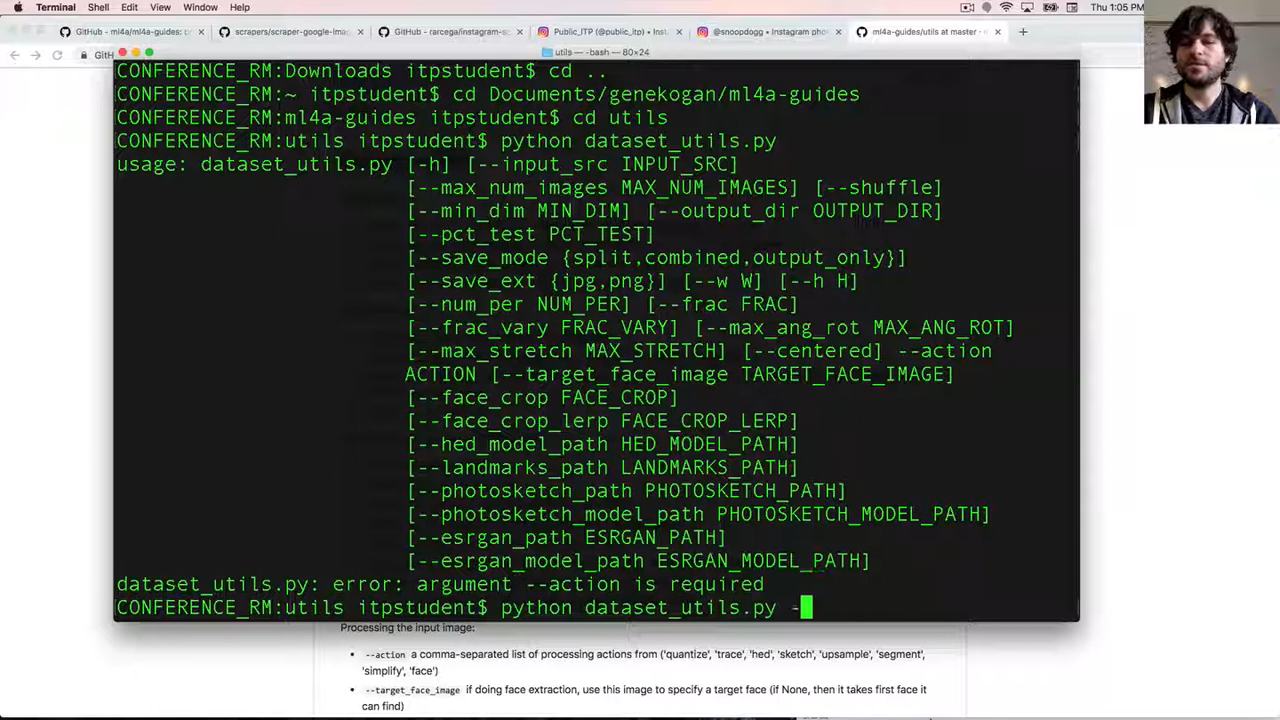 Terminal Shell Edit View Window Help Thu 1:05 PM
GitHub - ml4a/ml4a-guides: p
scrapers/scraper-google-imag
GitHub - rarcega/instagram-s
Public_ITP (@public_itp) • Inst
@snoopdogg • Instagram pho
ml4a-guides/utils at master ·
GitH
utils — -bash — 80×24
CONFERENCE_RM:Downloads itpstudent$ cd ..
CONFERENCE_RM:~ itpstudent$ cd Documents/genekogan/ml4a-guides
CONFERENCE_RM:ml4a-guides itpstudent$ cd utils
CONFERENCE_RM:utils itpstudent$ python dataset_utils.py
usage: dataset_utils.py [-h] [--input_src INPUT_SRC]
[--max_num_images MAX_NUM_IMAGES] [--shuffle]
[--min_dim MIN_DIM] [--output_dir OUTPUT_DIR]
[--pct_test PCT_TEST]
[--save_mode {split,combined,output_only}]
[--save_ext {jpg,png}] [--w W] [--h H]
[--num_per NUM_PER] [--frac FRAC]
[--frac_vary FRAC_VARY] [--max_ang_rot MAX_ANG_ROT]
[--max_stretch MAX_STRETCH] [--centered] --action
ACTION [--target_face_image TARGET_FACE_IMAGE]
[--face_crop FACE_CROP]
[--face_crop_lerp FACE_CROP_LERP]
[--hed_model_path HED_MODEL_PATH]
[--landmarks_path LANDMARKS_PATH]
[--photosketch_path PHOTOSKETCH_PATH]
[--photosketch_model_path PHOTOSKETCH_MODEL_PATH]
[--esrgan_path ESRGAN_PATH]
[--esrgan_model_path ESRGAN_MODEL_PATH]
dataset_utils.py: error: argument --action is required
CONFERENCE_RM:utils itpstudent$ python dataset_utils.py -
Processing the input image:
• --action a comma-separated list of processing actions from ('quantize', 'trace', 'hed', 'sketch', 'upsample', 'segment',
'simplify', 'face')
• --target_face_image if doing face extraction, use this image to specify a target face (if None, then it takes first face it
can find)